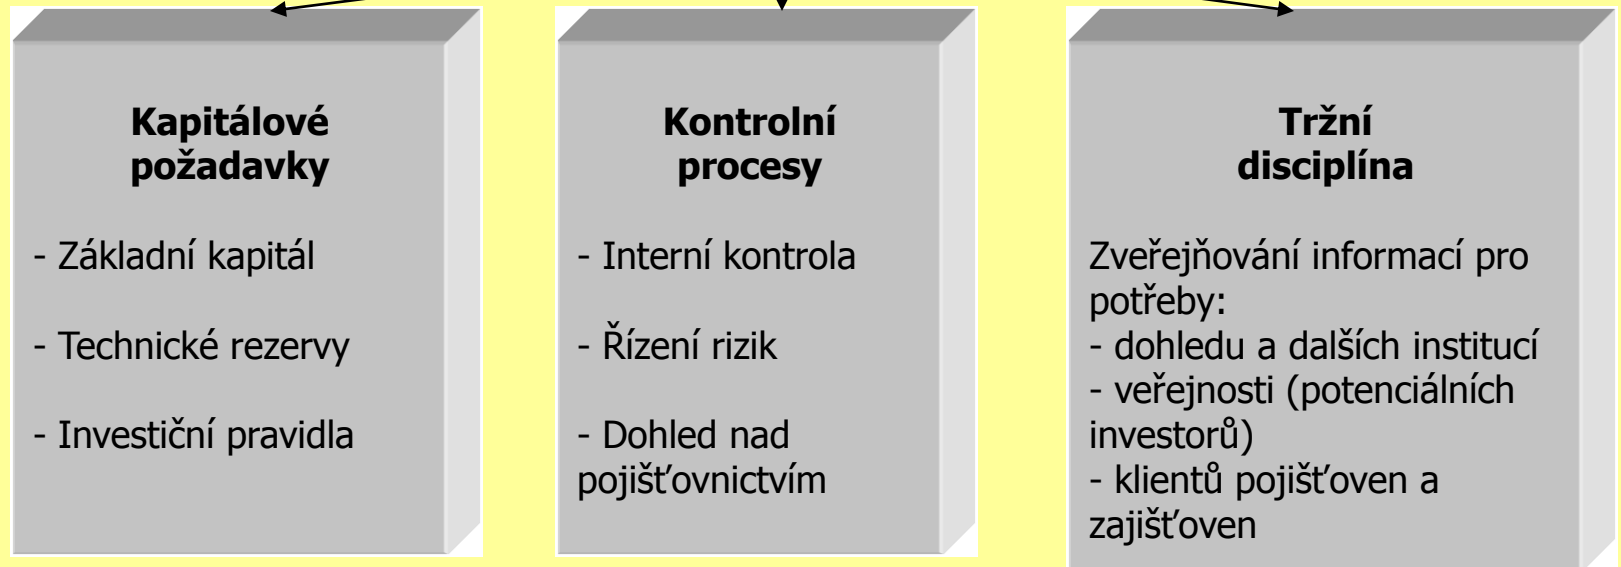 Kapitálové
požadavky
- Základní kapitál
- Technické rezervy
- Investiční pravidla
Kontrolní
procesy
- Interní kontrola
- Řízení rizik
- Dohled nad
pojišťovnictvím
Tržní
disciplína
Zveřejňování informací pro
potřeby:
- dohledu a dalších institucí
- veřejnosti (potenciálních
investorů)
- klientů pojišťoven a
zajišťoven